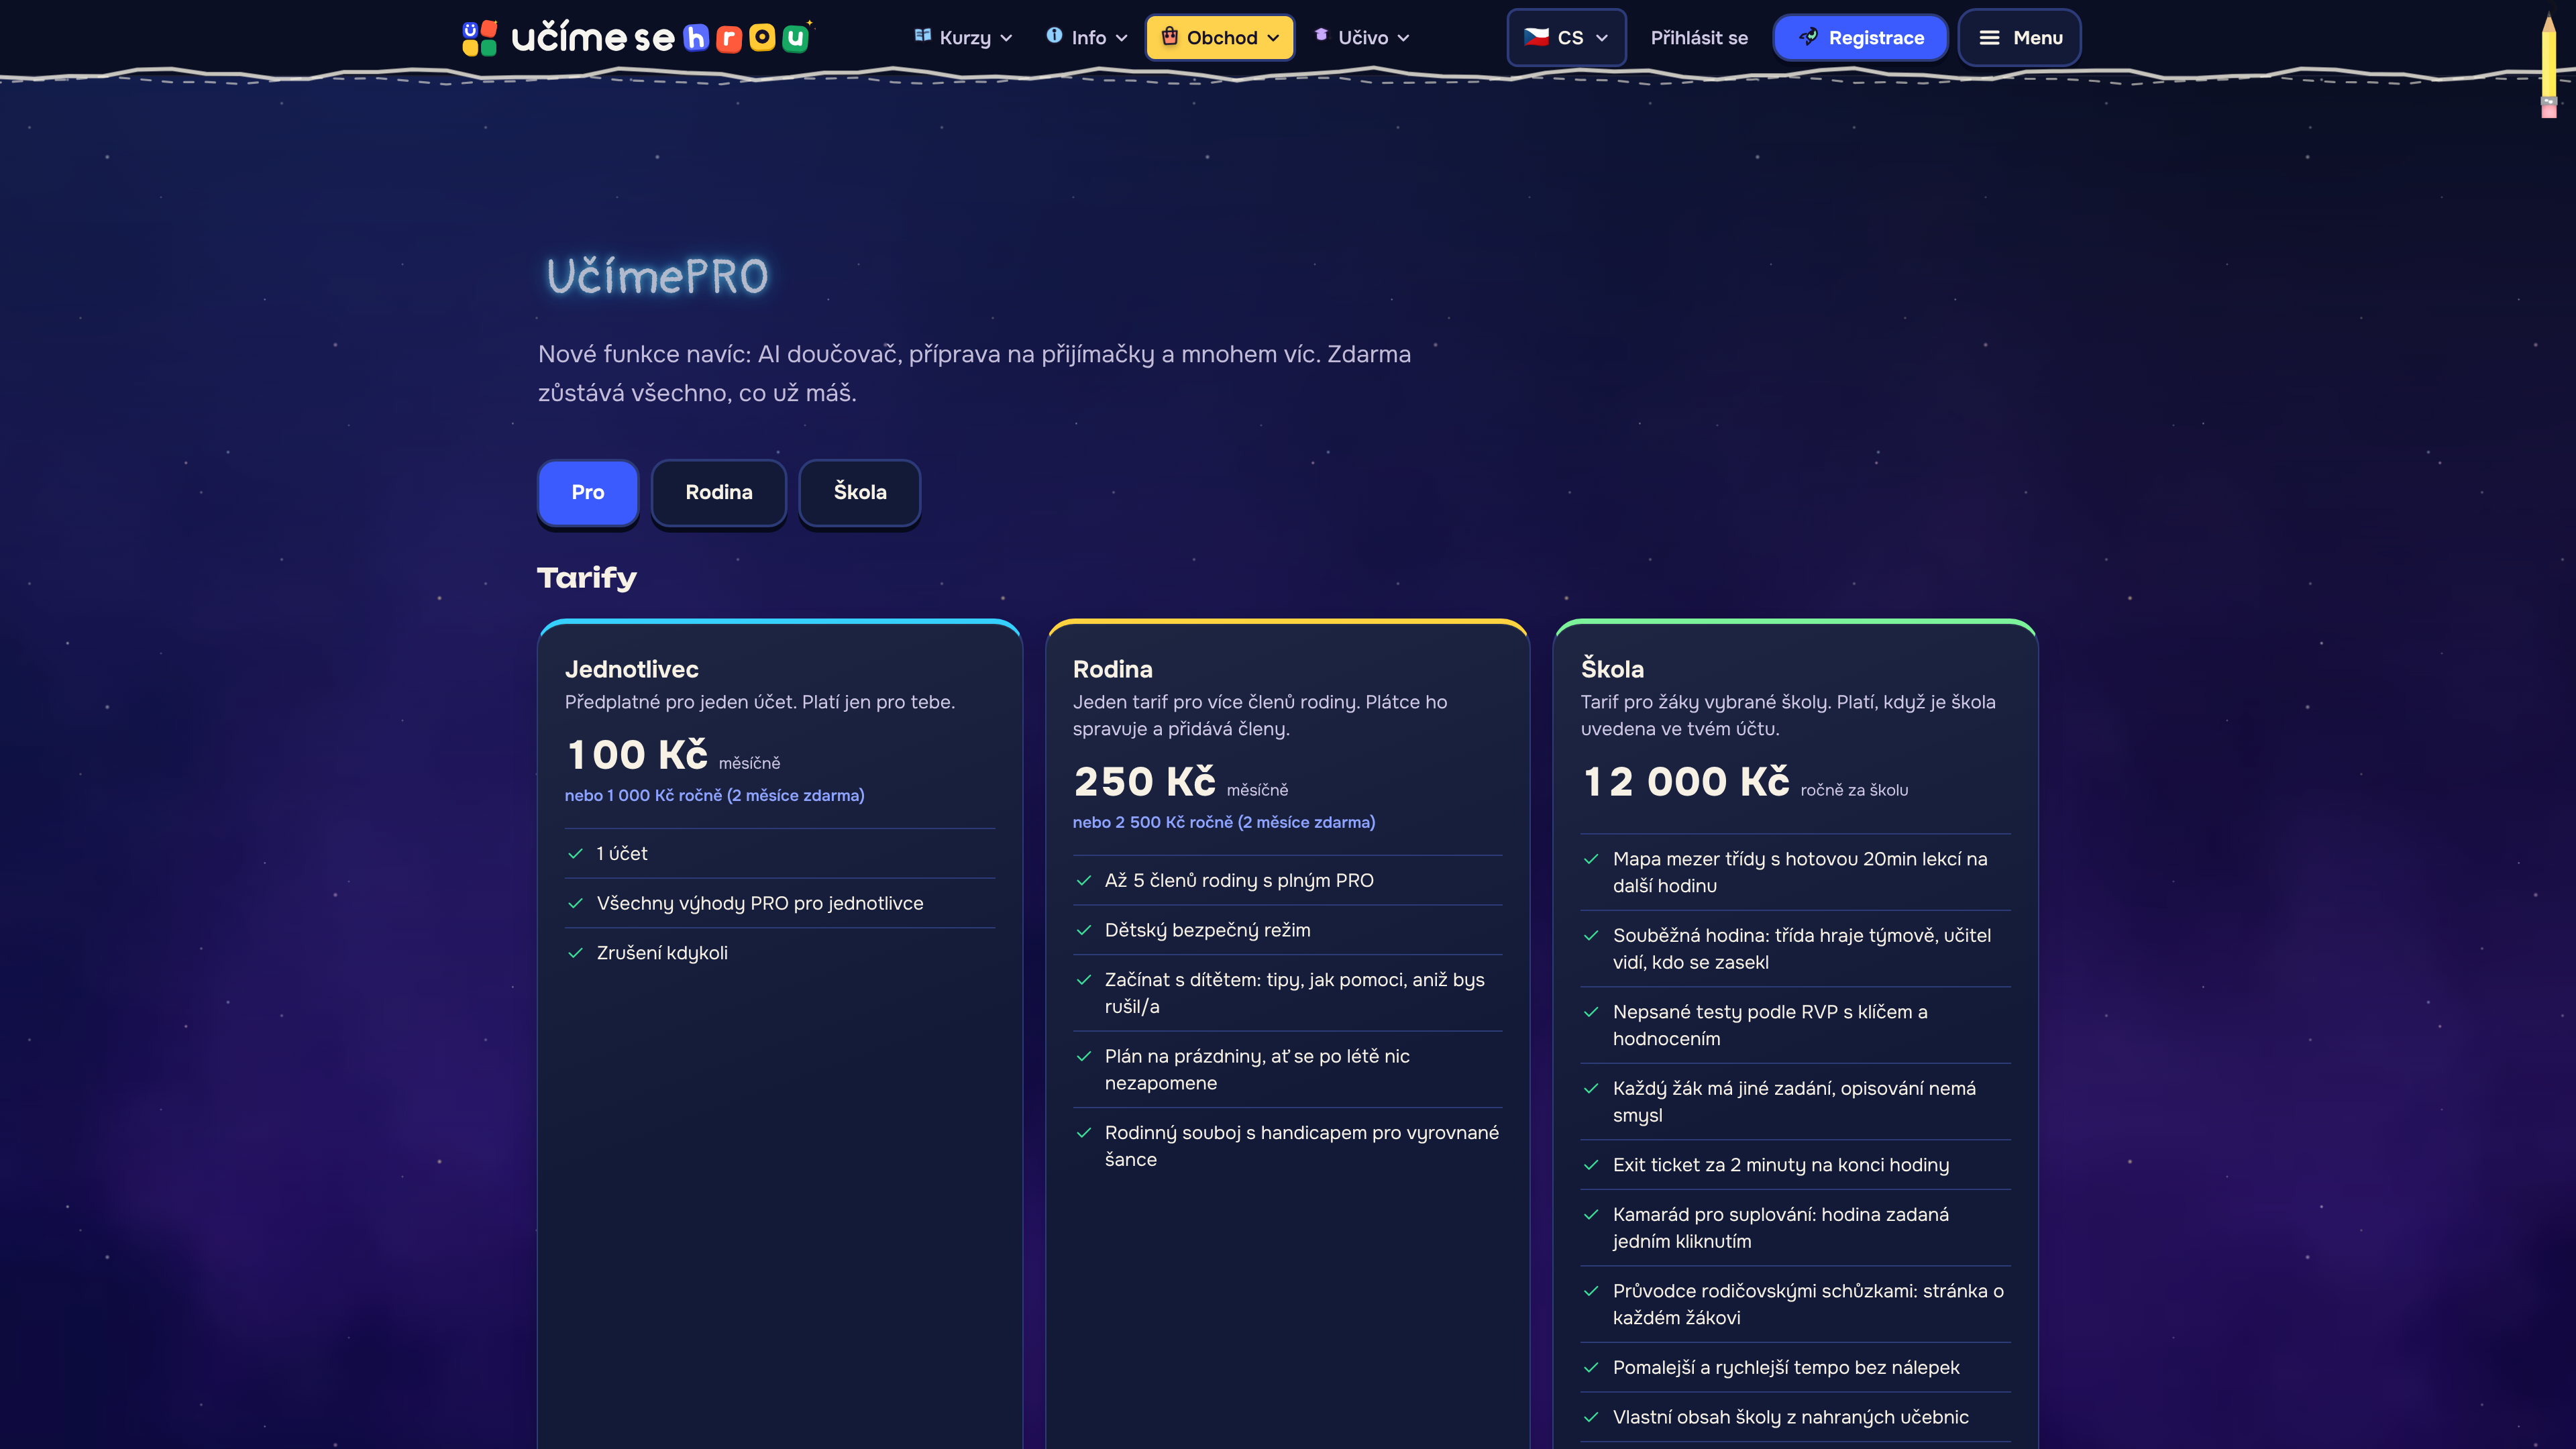 učíme se hrou
Kurzy
Info
Obchod
Učivo
CS
Přihlásit se
Registrace
Menu
UčímePRO
Nové funkce navíc: AI doučovač, příprava na přijímačky a mnohem víc. Zdarma
zůstává všechno, co už máš.
Pro
Rodina
Škola
Tarify
Jednotlivec
Předplatné pro jeden účet. Platí jen pro tebe.
100 Kč měsíčně
nebo 1 000 Kč ročně (2 měsíce zdarma)
1 účet
Všechny výhody PRO pro jednotlivce
Zrušení kdykoli
Rodina
Jeden tarif pro více členů rodiny. Plátce ho
spravuje a přidává členy.
250 Kč měsíčně
nebo 2 500 Kč ročně (2 měsíce zdarma)
Až 5 členů rodiny s plným PRO
Dětský bezpečný režim
Začínat s dítětem: tipy, jak pomoci, aniž bys
rušil/a
Plán na prázdniny, ať se po létě nic
nezapomene
Rodinný souboj s handicapem pro vyrovnané
šance
Škola
Tarif pro žáky vybrané školy. Platí, když je škola
uvedena ve tvém účtu.
12 000 Kč ročně za školu
Mapa mezer třídy s hotovou 20min lekcí na
další hodinu
Souběžná hodina: třída hraje týmově, učitel
vidí, kdo se zasekl
Nepsané testy podle RVP s klíčem a
hodnocením
Každý žák má jiné zadání, opisování nemá
smysl
Exit ticket za 2 minuty na konci hodiny
Kamarád pro suplování: hodina zadaná
jedním kliknutím
Průvodce rodičovskými schůzkami: stránka o
každém žákovi
Pomalejší a rychlejší tempo bez nálepek
Vlastní obsah školy z nahraných učebnic